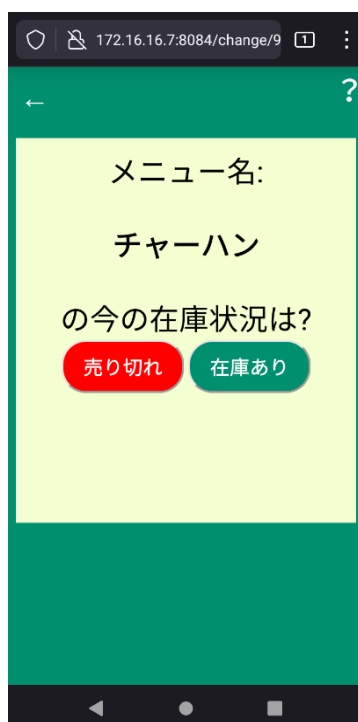 172.16.16.7:8084/change/9
1
←
?
メニュー名:
チャーハン
の今の在庫状況は?
売り切れ
在庫あり